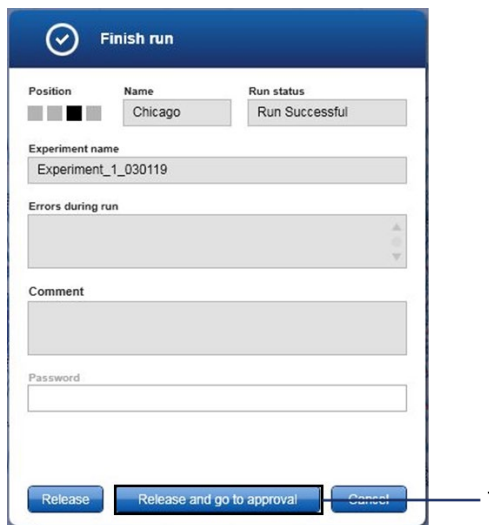 Finish run
Position Name Run status
Chicago Run Successful
Experiment name
Experiment_1_030119
Errors during run
Comment
Password
Release Release and go to approval Cancel